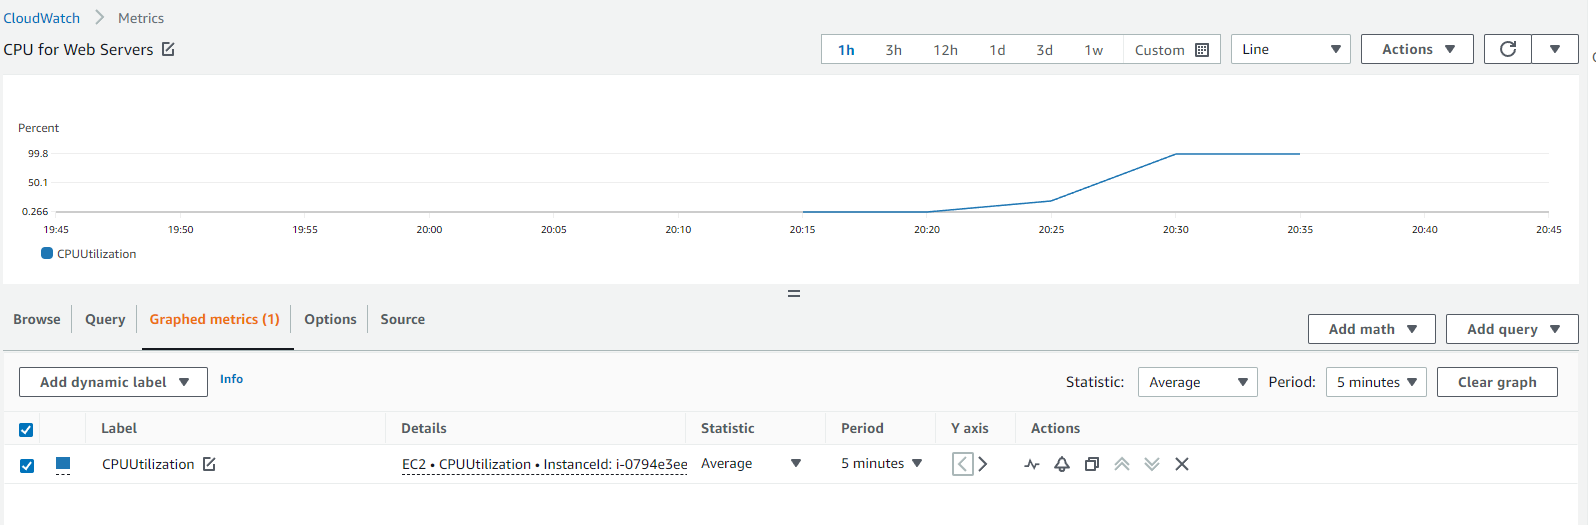 CloudWatch > Metrics
CPU for Web Servers
1h 3h 12h 1d 3d 1w Custom Line Actions
Percent
99.8
50.1
0.266
19:45 19:50 19:55 20:00 20:05 20:10 20:15 20:20 20:25 20:30 20:35 20:40 20:45
CPUUtilization
Browse Query Graphed metrics (1) Options Source
Add math Add query
Add dynamic label Info Statistic: Average Period: 5 minutes Clear graph
Label Details Statistic Period Y axis Actions
CPUUtilization EC2 • CPUUtilization • InstanceId: i-0794e3ee Average 5 minutes < >